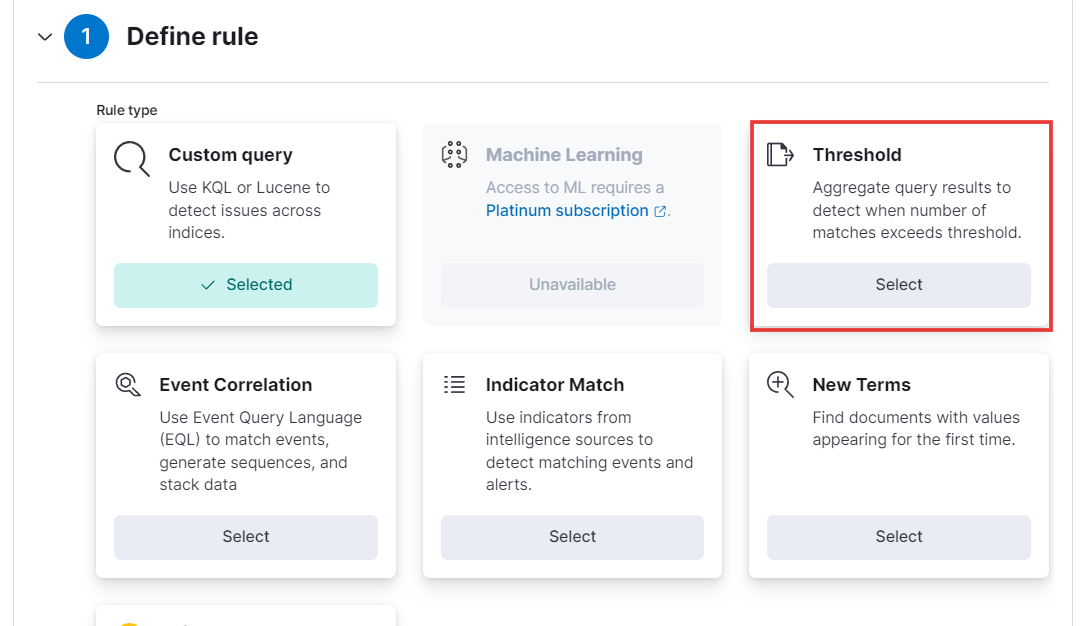 1 Define rule
Rule type
Custom query
Use KQL or Lucene to
detect issues across
indices.
Selected
Machine Learning
Access to ML requires a
Platinum subscription .
Unavailable
Threshold
Aggregate query results to
detect when number of
matches exceeds threshold.
Select
Event Correlation
Use Event Query Language
(EQL) to match events,
generate sequences, and
stack data
Select
Indicator Match
Use indicators from
intelligence sources to
detect matching events and
alerts.
Select
New Terms
Find documents with values
appearing for the first time.
Select